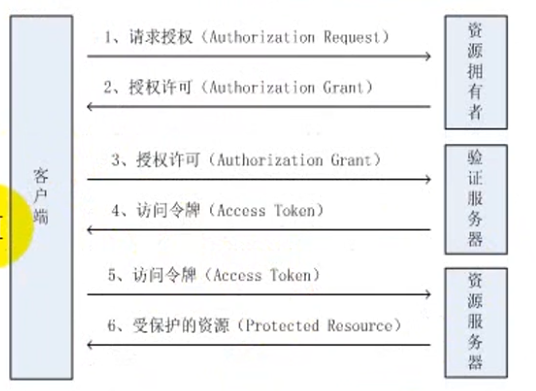 1、请求授权（Authorization Request）
2、授权许可（Authorization Grant）
3、授权许可（Authorization Grant）
4、访问令牌（Access Token）
5、访问令牌（Access Token）
6、受保护的资源（Protected Resource）
客户端
资源拥有者
验证服务器
资源服务器